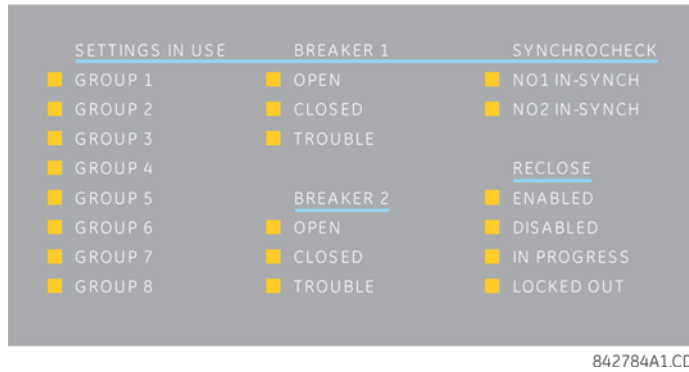 SETTINGS IN USE
GROUP 1
GROUP 2
GROUP 3
GROUP 4
GROUP 5
GROUP 6
GROUP 7
GROUP 8
BREAKER 1
OPEN
CLOSED
TROUBLE
BREAKER 2
OPEN
CLOSED
TROUBLE
SYNCHROCHECK
NO1 IN-SYNCH
NO2 IN-SYNCH
RECLOSE
ENABLED
DISABLED
IN PROGRESS
LOCKED OUT
842784A1.CD